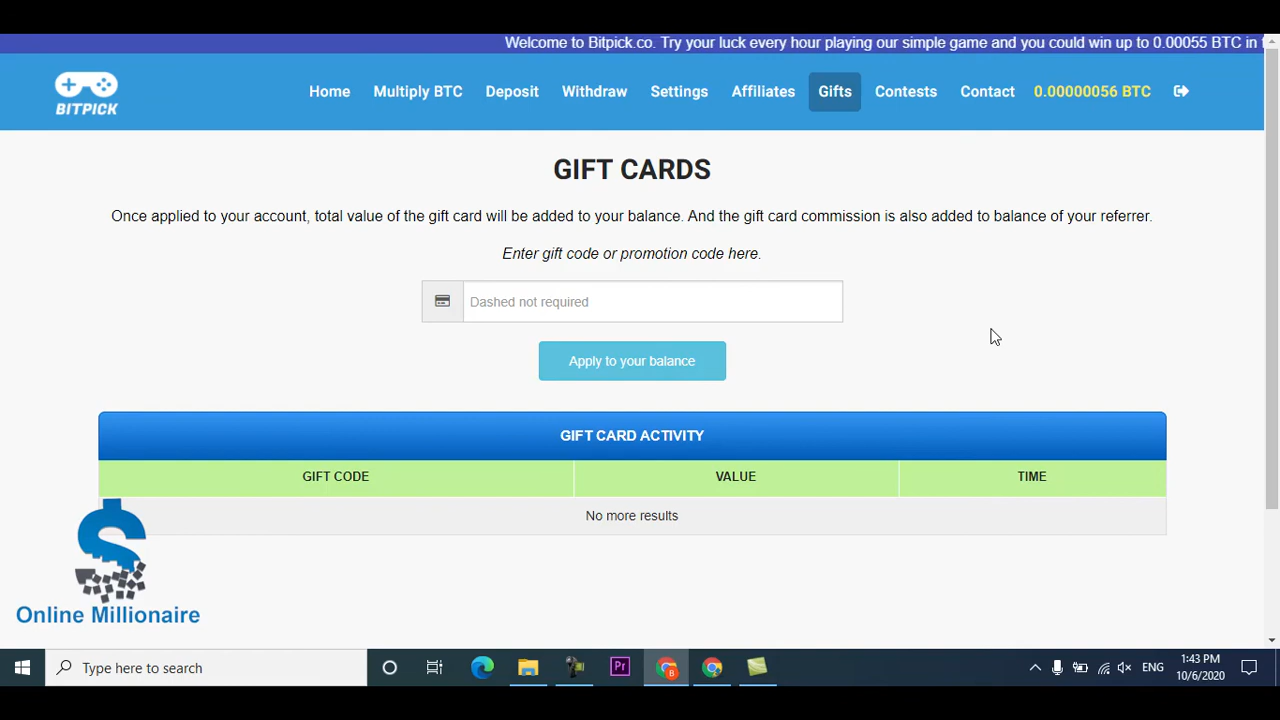 Welcome to Bitpick.co. Try your luck every hour playing our simple game and you could win up to 0.00055 BTC in
BITPICK
Home Multiply BTC Deposit Withdraw Settings Affiliates Gifts Contests Contact 0.00000056 BTC
GIFT CARDS
Once applied to your account, total value of the gift card will be added to your balance. And the gift card commission is also added to balance of your referrer.
Enter gift code or promotion code here.
Dashed not required
Apply to your balance
GIFT CARD ACTIVITY
GIFT CODE VALUE TIME
No more results
$
Online Millionaire
Type here to search
Pr
B
ENG
1:43 PM
10/6/2020